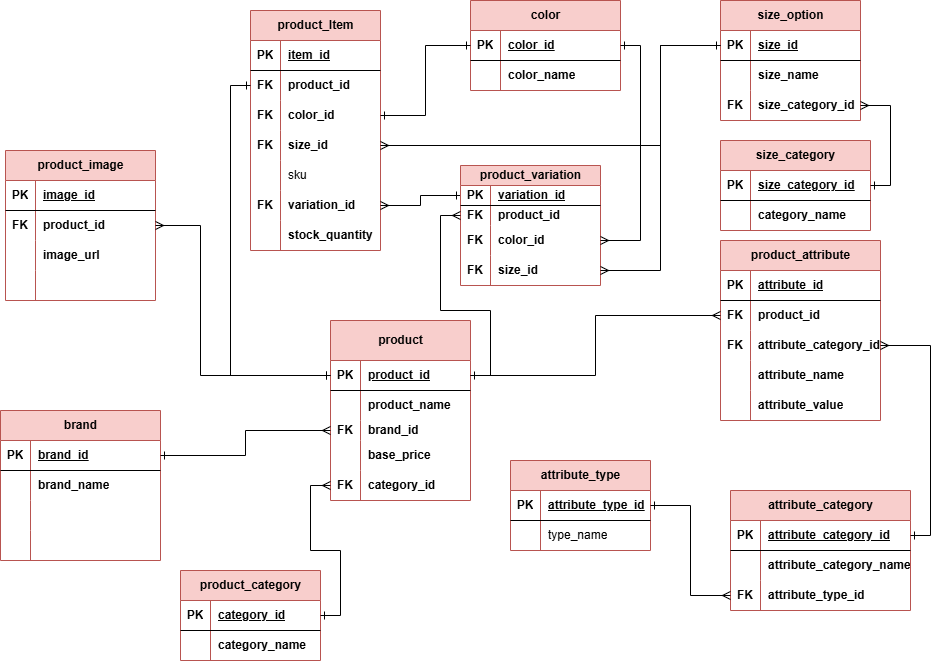 product_Item
PK item_id
FK product_id
FK color_id
FK size_id
sku
FK variation_id
stock_quantity
color
PK color_id
color_name
size_option
PK size_id
size_name
FK size_category_id
product_image
PK image_id
FK product_id
image_url
product_variation
PK variation_id
FK product_id
FK color_id
FK size_id
size_category
PK size_category_id
category_name
product_attribute
PK attribute_id
FK product_id
FK attribute_category_id
attribute_name
attribute_value
product
PK product_id
product_name
FK brand_id
base_price
FK category_id
brand
PK brand_id
brand_name
attribute_type
PK attribute_type_id
type_name
attribute_category
PK attribute_category_id
attribute_category_name
FK attribute_type_id
product_category
PK category_id
category_name